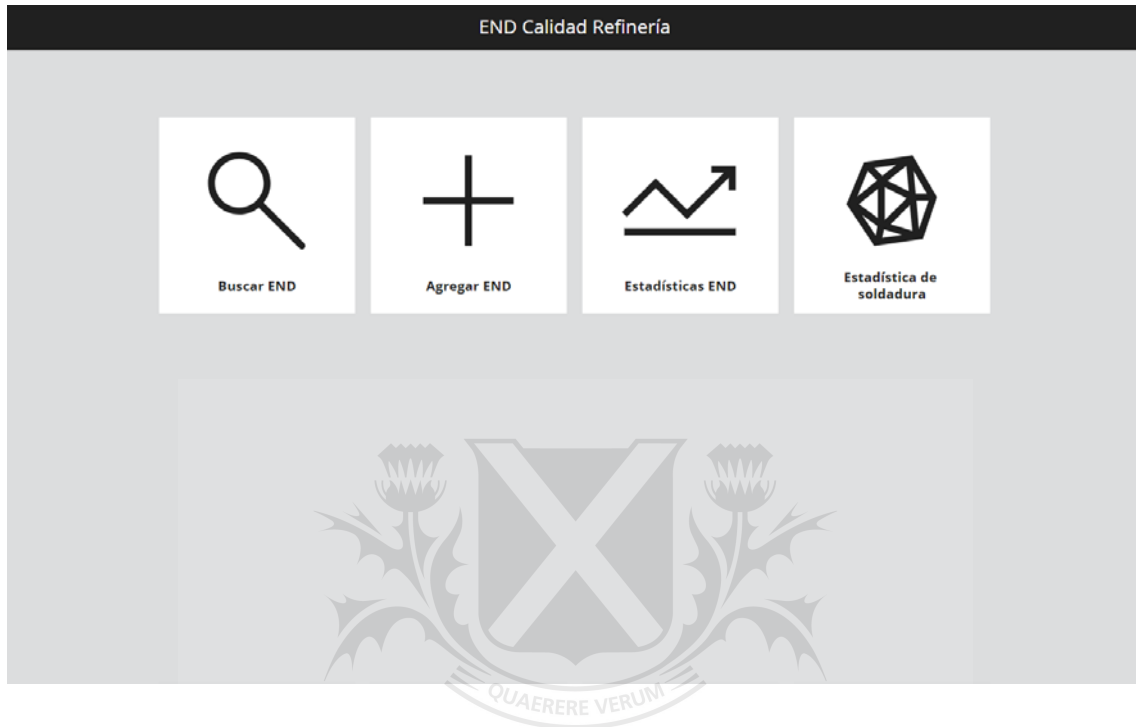 END Calidad Refinería
Buscar END
Agregar END
Estadísticas END
Estadística de
soldadura
QUAERERE VERUM